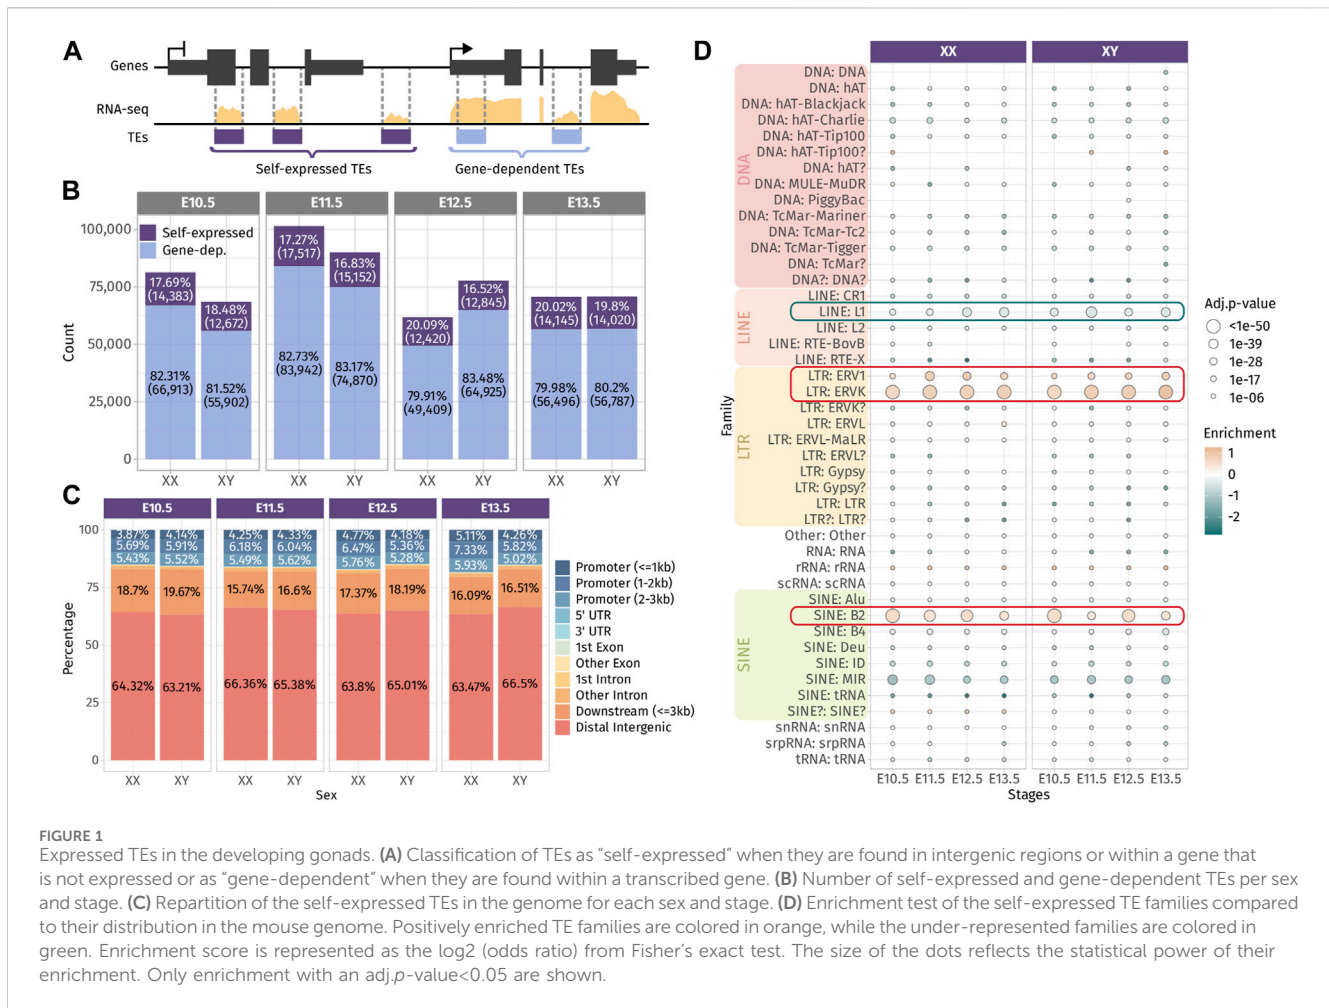 A
Genes
RNA-seq
TEs
Self-expressed TEs
Gene-dependent TEs
B
E10.5 E11.5 E12.5 E13.5
Self-expressed
Gene-dep.
Count
100,000
75,000
50,000
25,000
0
17.69%
(14,383)
82.31%
(66,913)
18.48%
(12,672)
81.52%
(55,902)
17.27%
(17,517)
82.73%
(83,942)
16.83%
(15,152)
83.17%
(74,870)
20.09%
(12,420)
79.91%
(49,409)
16.52%
(12,845)
83.48%
(64,925)
20.02%
(14,145)
79.98%
(56,496)
19.8%
(14,020)
80.2%
(56,787)
XX XY XX XY XX XY XX XY
C
E10.5 E11.5 E12.5 E13.5
Percentage
100
75
50
25
0
3.87% 4.14% 4.25% 4.33% 4.77% 4.18% 5.11% 4.26%
5.69% 5.91% 6.18% 6.04% 6.47% 5.36% 7.33% 5.82%
5.43% 5.52% 5.49% 5.62% 5.76% 5.28% 5.93% 5.02%
18.7% 19.67% 15.74% 16.6% 17.37% 18.19% 16.09% 16.51%
64.32% 63.21% 66.36% 65.38% 63.8% 65.01% 63.47% 66.5%
XX XY XX XY XX XY XX XY
Sex
Promoter (<=1kb)
Promoter (1-2kb)
Promoter (2-3kb)
5' UTR
3' UTR
1st Exon
Other Exon
1st Intron
Other Intron
Downstream (<=3kb)
Distal Intergenic
D
XX XY
Family
DNA
DNA: DNA
DNA: hAT
DNA: hAT-Blackjack
DNA: hAT-Charlie
DNA: hAT-Tip100
DNA: hAT-Tip100?
DNA: hAT?
DNA: MULE-MuDR
DNA: PiggyBac
DNA: TcMar-Mariner
DNA: TcMar-Tc2
DNA: TcMar-Tigger
DNA: TcMar?
DNA?: DNA?
LINE
LINE: CR1
LINE: L1
LINE: L2
LINE: RTE-BovB
LINE: RTE-X
LTR
LTR: ERV1
LTR: ERVK
LTR: ERVK?
LTR: ERVL
LTR: ERVL-MaLR
LTR: ERVL?
LTR: Gypsy
LTR: Gypsy?
LTR: LTR
LTR?: LTR?
Other: Other
RNA: RNA
rRNA: rRNA
scRNA: scRNA
SINE
SINE: Alu
SINE: B2
SINE: B4
SINE: Deu
SINE: ID
SINE: MIR
SINE: tRNA
SINE?: SINE?
snRNA: snRNA
srpRNA: srpRNA
tRNA: tRNA
E10.5 E11.5 E12.5 E13.5 E10.5 E11.5 E12.5 E13.5
Stages
Adj.p-value
<1e-50
1e-39
1e-28
1e-17
1e-06
Enrichment
1
0
-1
-2
FIGURE 1
Expressed TEs in the developing gonads. (A) Classification of TEs as "self-expressed" when they are found in intergenic regions or within a gene that
is not expressed or as "gene-dependent" when they are found within a transcribed gene. (B) Number of self-expressed and gene-dependent TEs per sex
and stage. (C) Repartition of the self-expressed TEs in the genome for each sex and stage. (D) Enrichment test of the self-expressed TE families compared
to their distribution in the mouse genome. Positively enriched TE families are colored in orange, while the under-represented families are colored in
green. Enrichment score is represented as the log2 (odds ratio) from Fisher's exact test. The size of the dots reflects the statistical power of their
enrichment. Only enrichment with an adj.p-value<0.05 are shown.